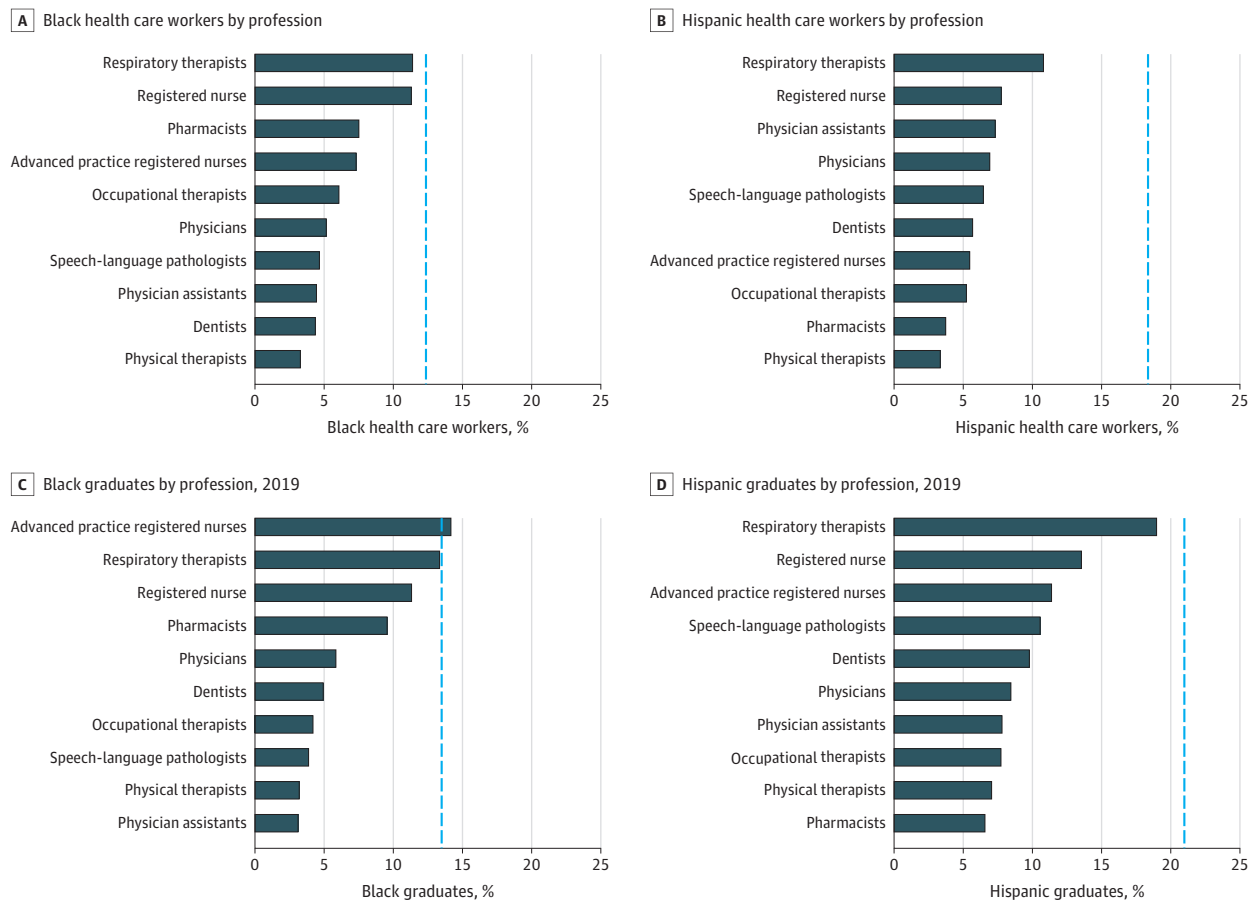 A Black health care workers by profession
Respiratory therapists
Registered nurse
Pharmacists
Advanced practice registered nurses
Occupational therapists
Physicians
Speech-language pathologists
Physician assistants
Dentists
Physical therapists
0 5 10 15 20 25
Black health care workers, %
B Hispanic health care workers by profession
Respiratory therapists
Registered nurse
Physician assistants
Physicians
Speech-language pathologists
Dentists
Advanced practice registered nurses
Occupational therapists
Pharmacists
Physical therapists
0 5 10 15 20 25
Hispanic health care workers, %
C Black graduates by profession, 2019
Advanced practice registered nurses
Respiratory therapists
Registered nurse
Pharmacists
Physicians
Dentists
Occupational therapists
Speech-language pathologists
Physical therapists
Physician assistants
0 5 10 15 20 25
Black graduates, %
D Hispanic graduates by profession, 2019
Respiratory therapists
Registered nurse
Advanced practice registered nurses
Speech-language pathologists
Dentists
Physicians
Physician assistants
Occupational therapists
Physical therapists
Pharmacists
0 5 10 15 20 25
Hispanic graduates, %